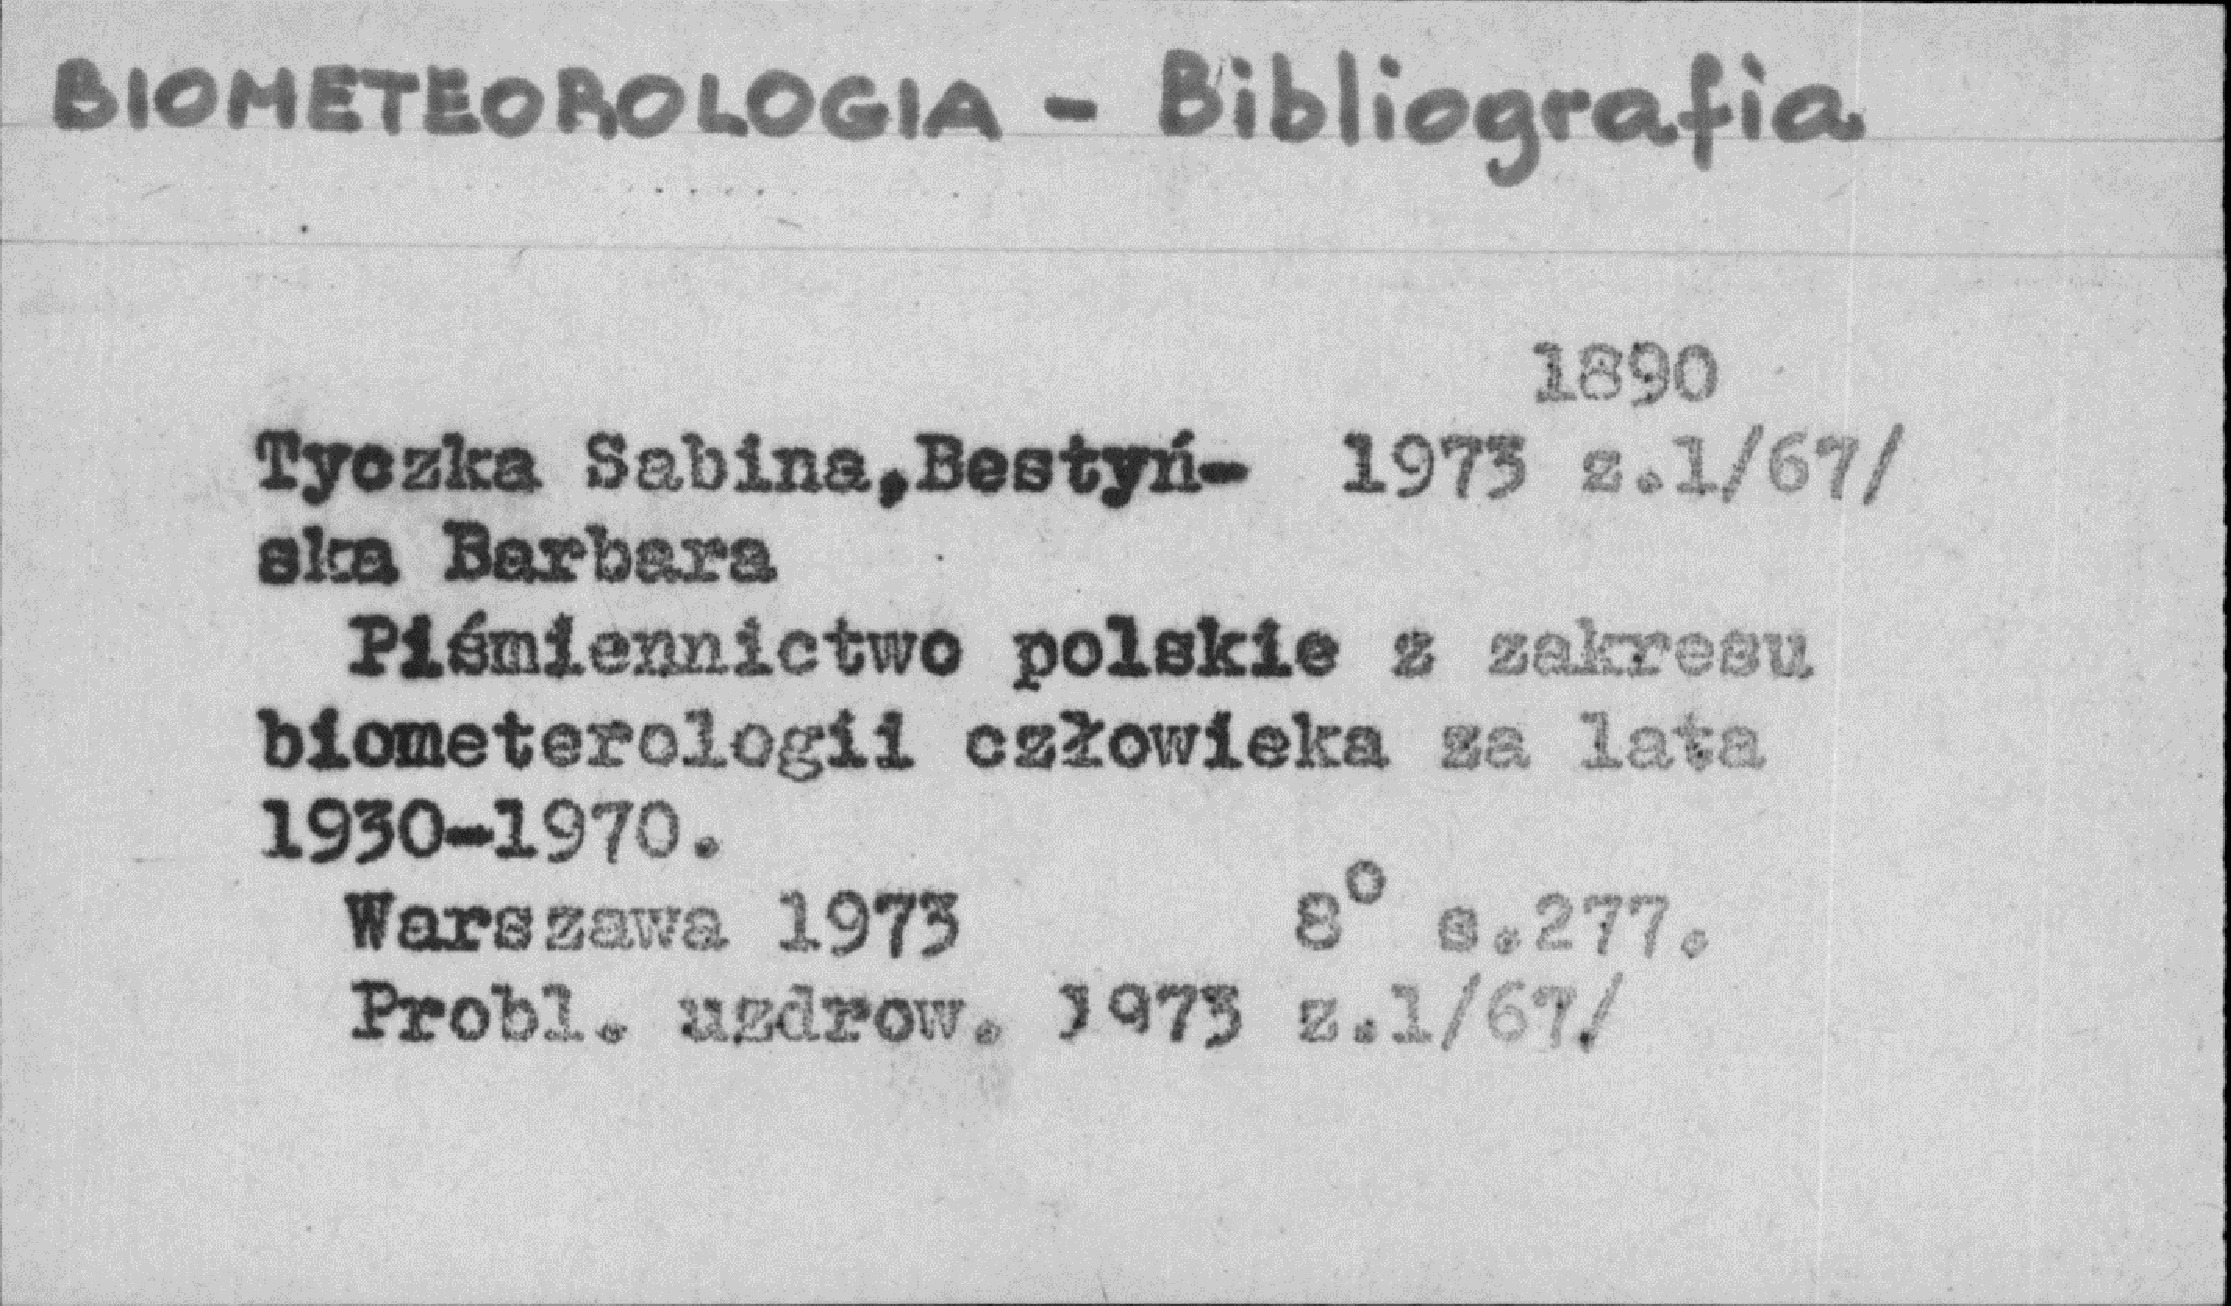 BIOMETEOROLOGIA - Bibliografia
1890
Tyczka Sabina,Bestyń- 1973 z.1/67/
ska Barbara
Piśmiennictwo polskie z zakresu
biometerologii człowieka za lata
1930-1970.
Warszawa 1973 8° s.277.
Probl. uzdrow. 1973 z.1/67/